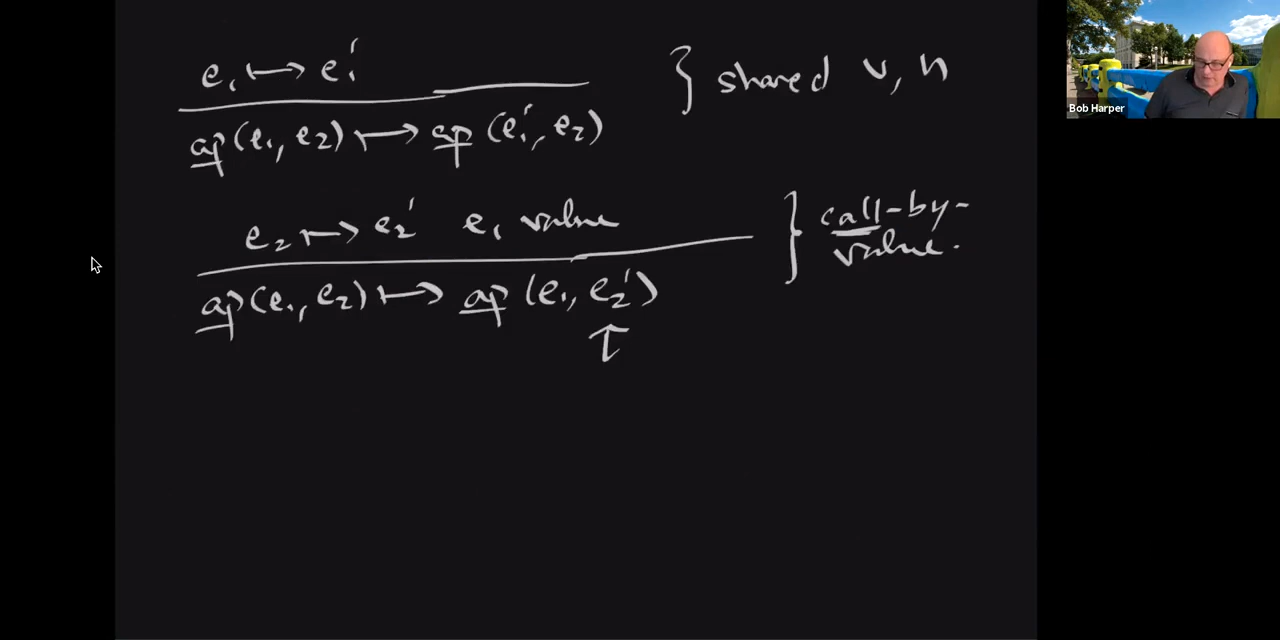 e₁ ↦ e₁′ } shared v, n
ap(e₁, e₂) ↦ ap(e₁′, e₂)
e₂ ↦ e₂′ e₁ value } call-by-
value.
ap(e₁, e₂) ↦ ap(e₁, e₂′)
↑
Bob Harper